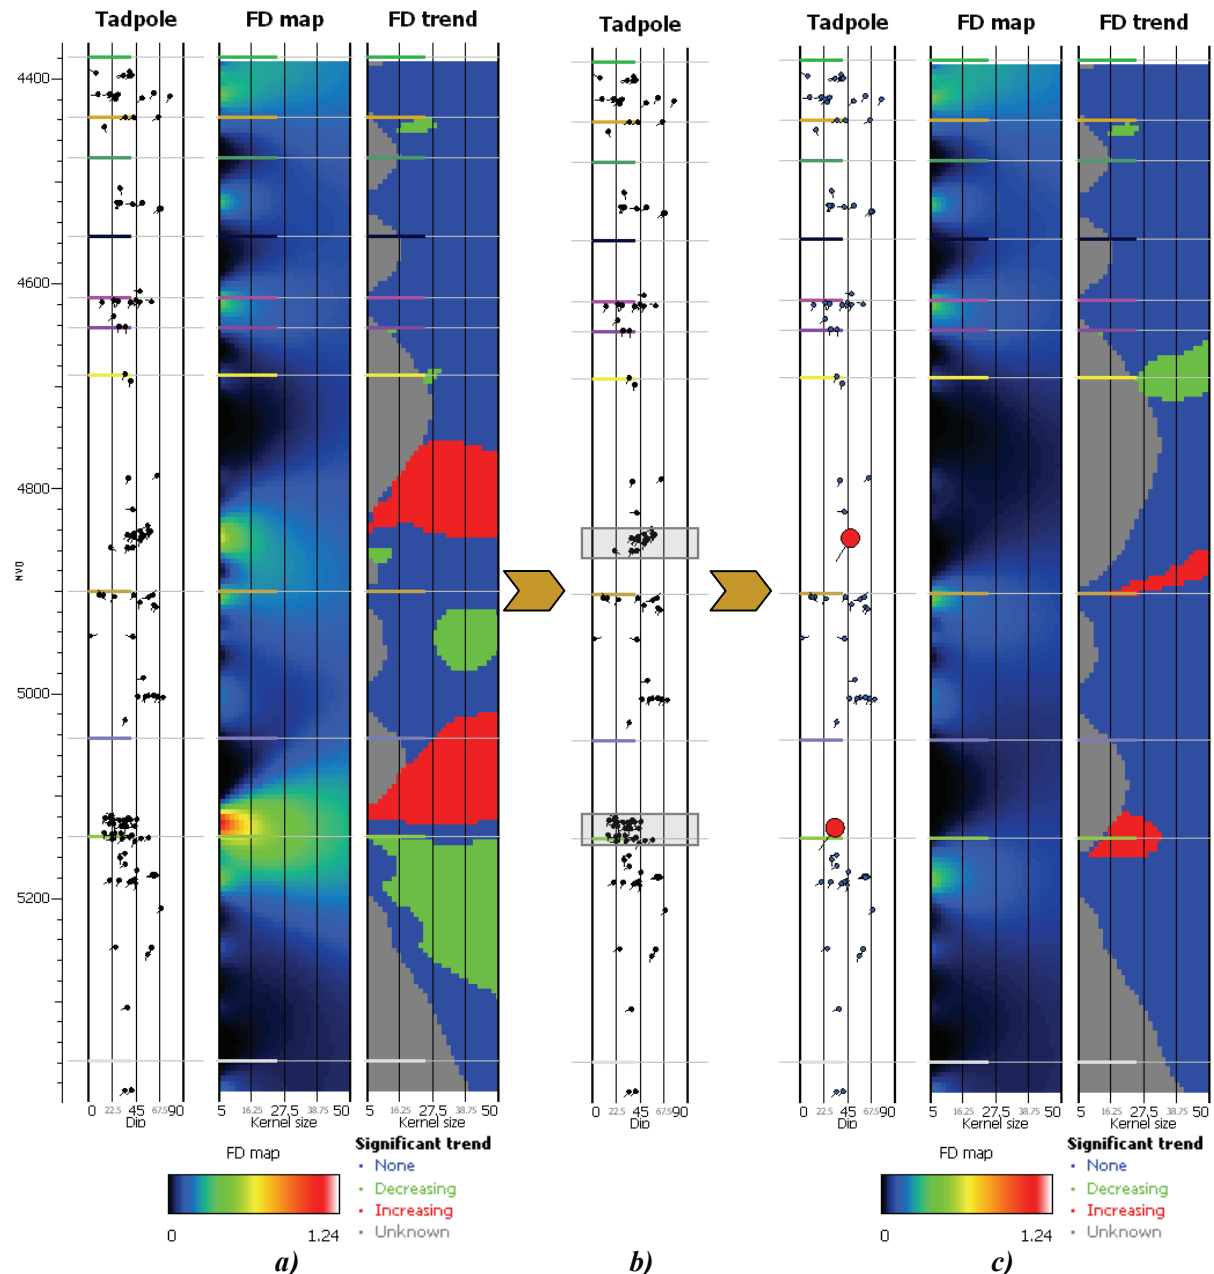 Tadpole FD map FD trend Tadpole Tadpole FD map FD trend
4400
4600
4800
NVD
5000
5200
0 22.5 45 67.5 90 5 16.25 27.5 38.75 50 5 16.25 27.5 38.75 50 0 22.5 45 67.5 90 0 22.5 45 67.5 90 5 16.25 27.5 38.75 50 5 16.25 27.5 38.75 50
Dip Kernel size Kernel size Dip Dip Kernel size Kernel size
FD map Significant trend FD map Significant trend
None None
Decreasing Decreasing
Increasing Increasing
0 1.24 Unknown 0 1.24 Unknown
a) b) c)